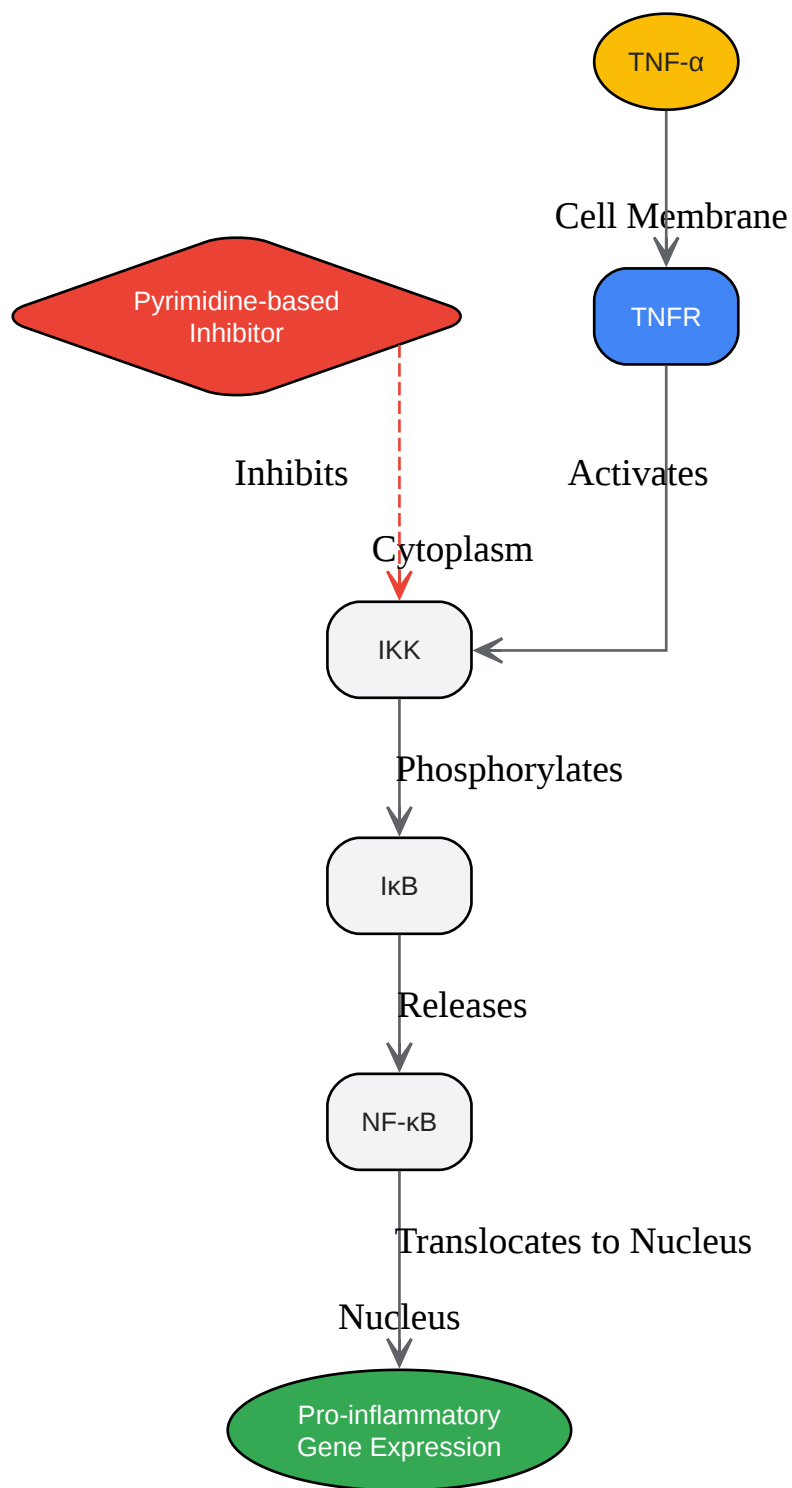 TNF-α
Cell Membrane
Pyrimidine-based
Inhibitor
TNFR
Inhibits
Activates
Cytoplasm
IKK
Phosphorylates
IκB
Releases
NF-κB
Translocates to Nucleus
Nucleus
Pro-inflammatory
Gene Expression